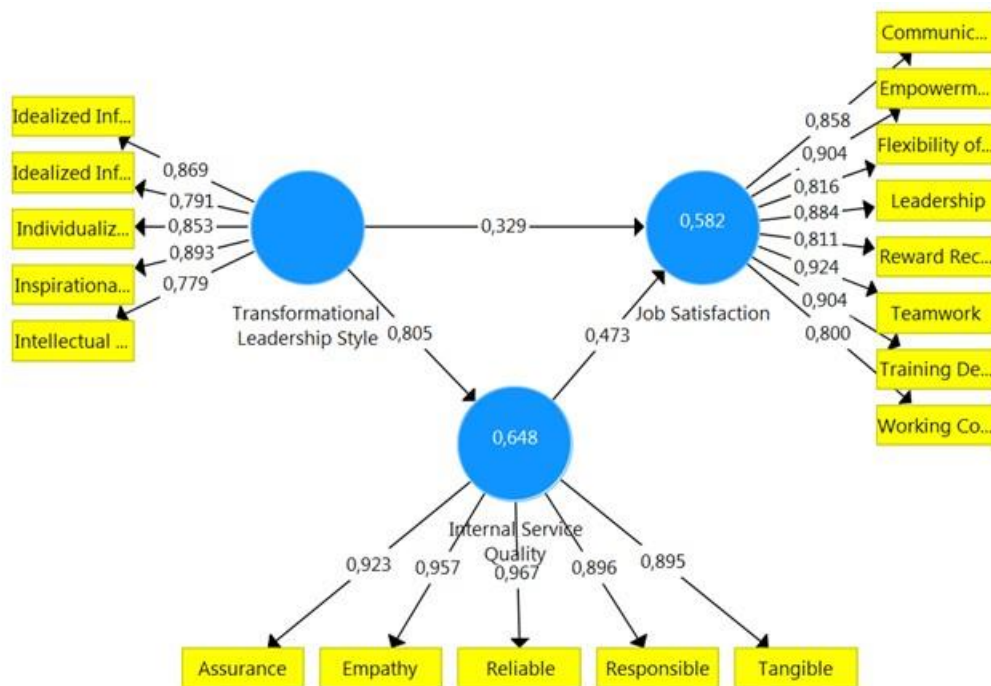 Communic...
Empowerm...
Flexibility of...
Leadership
Reward Rec...
Teamwork
Training De...
Working Co...
0,858
0,904
0,816
0,884
0,811
0,924
0,904
0,800
Idealized Inf...
Idealized Inf...
Individualiz...
Inspirationa...
Intellectual ...
0,869
0,791
0,853
0,893
0,779
Transformational
Leadership Style
0,329
0,582
Job Satisfaction
0,805
0,473
0,648
Internal Service
Quality
0,923
0,957
0,967
0,896
0,895
Assurance
Empathy
Reliable
Responsible
Tangible